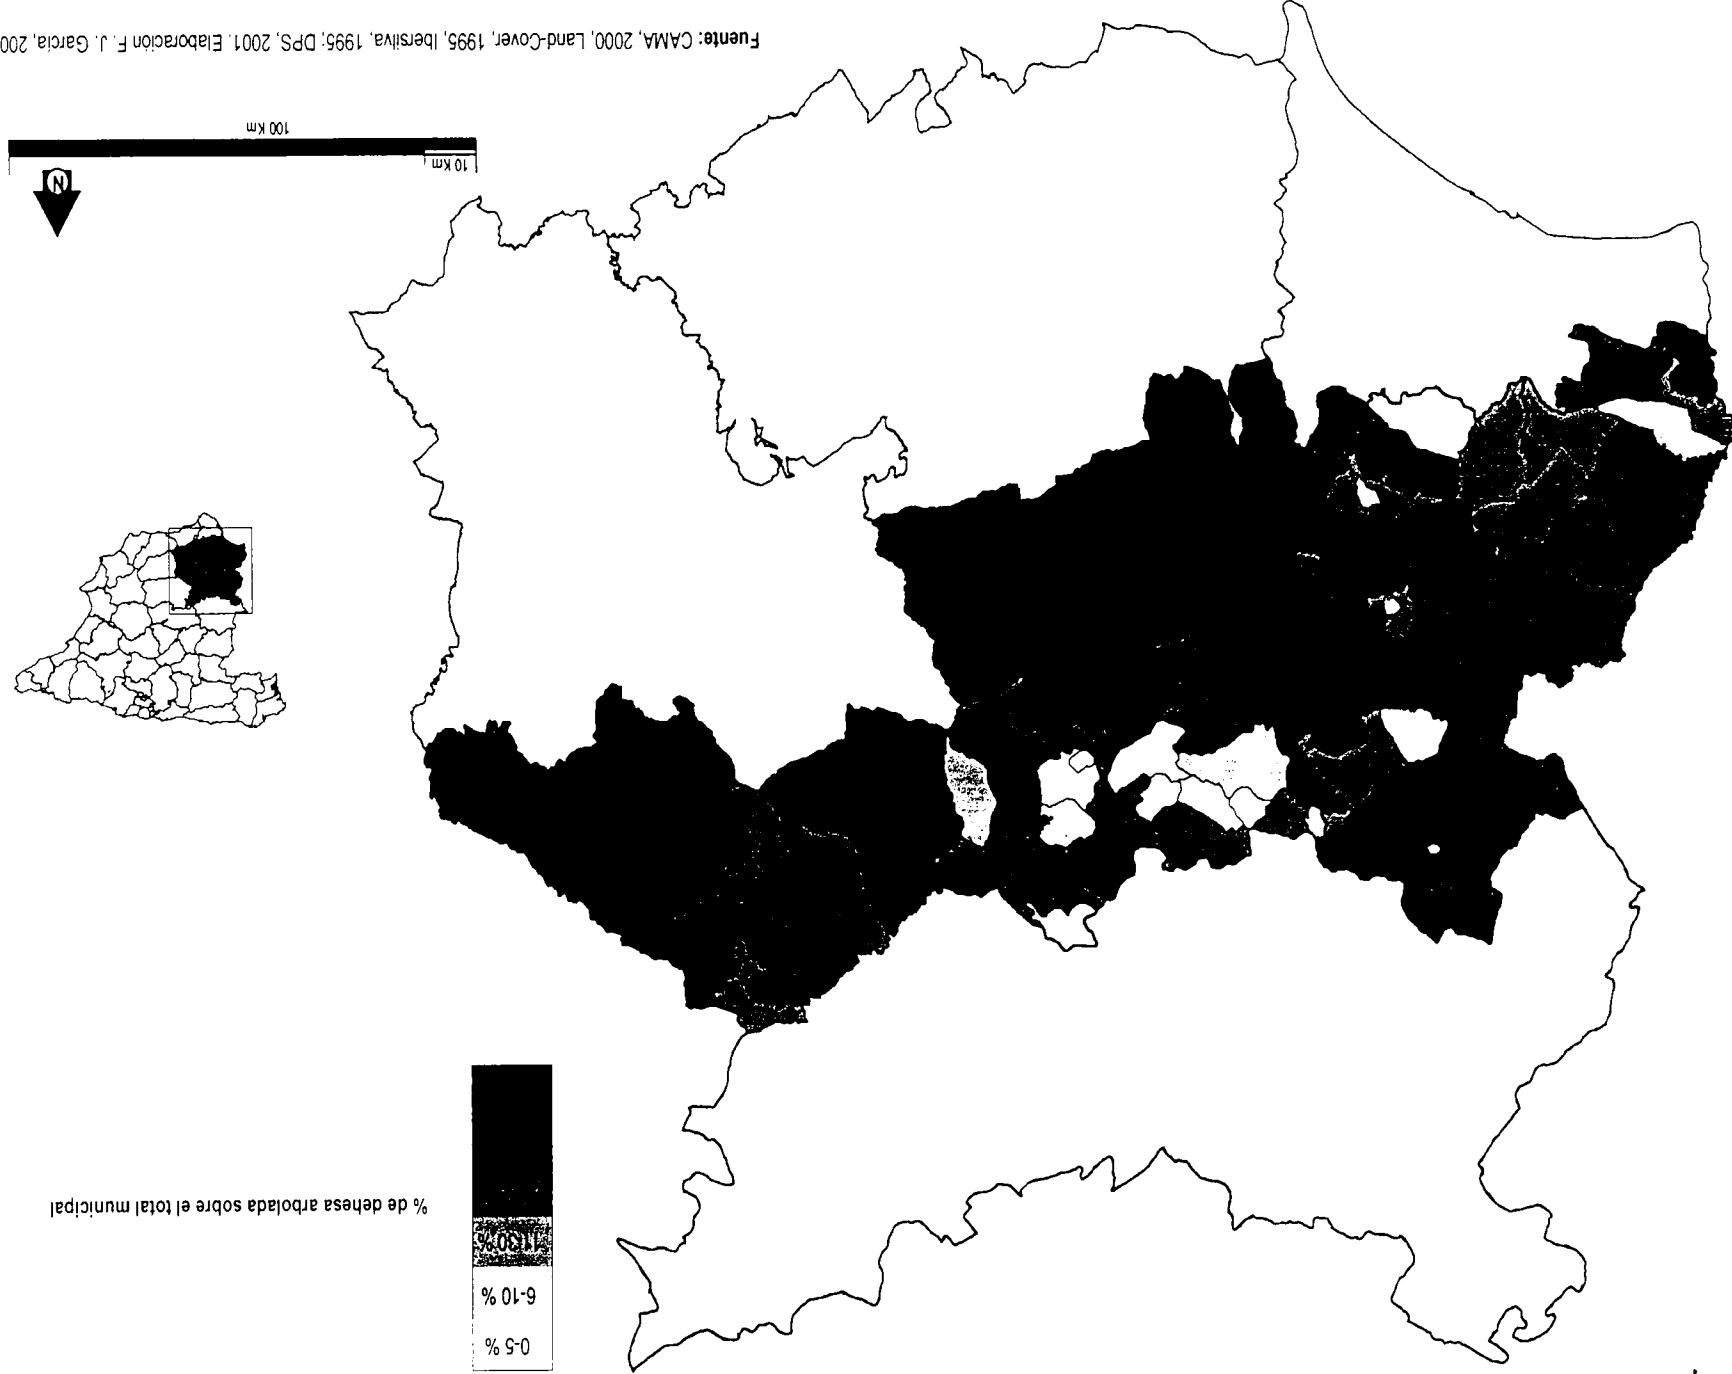 % de dehesa arbolada sobre el total municipal
0-5 %
6-10 %
11-30 %
N
10 Km
100 Km
Fuente: CAMA, 2000, Land-Cover, 1995, Ibersilva, 1995; DPS, 2001. Elaboración F. J. García, 200